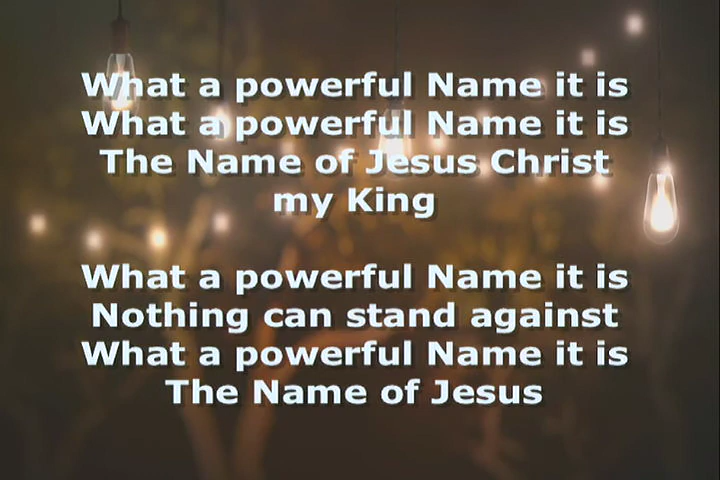 What a powerful Name it is
What a powerful Name it is
The Name of Jesus Christ
my King
What a powerful Name it is
Nothing can stand against
What a powerful Name it is
The Name of Jesus